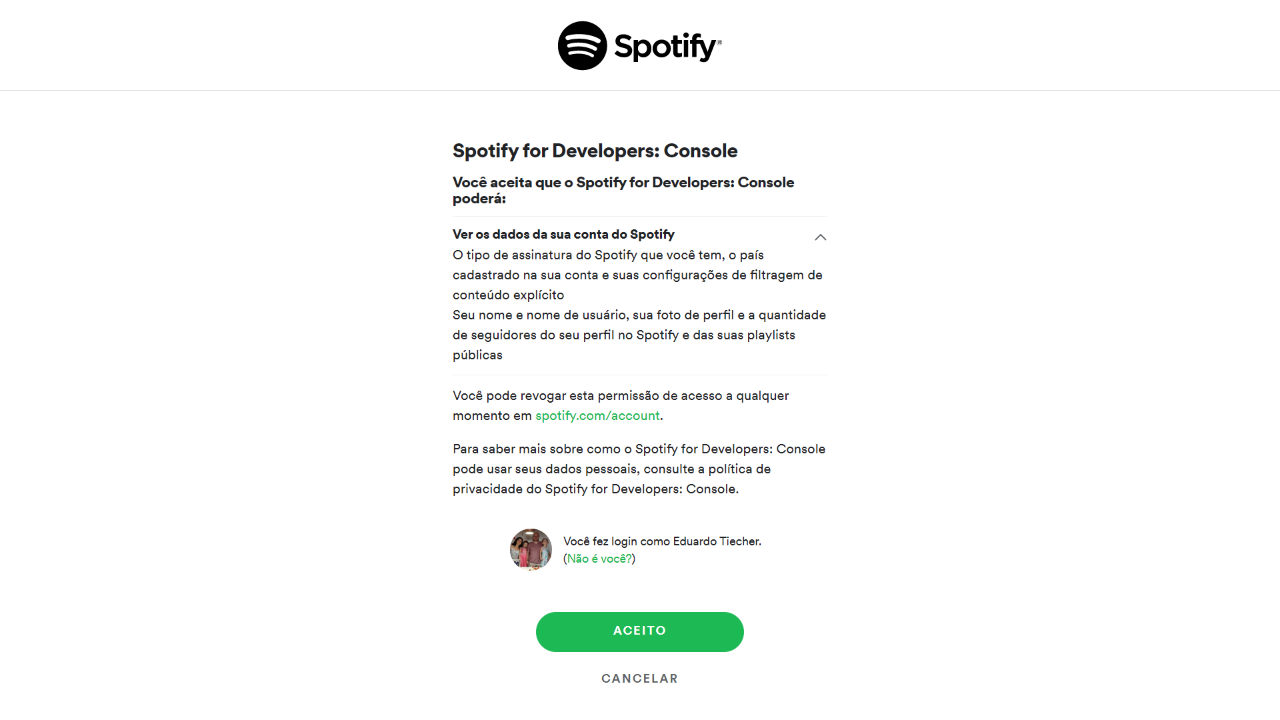 Spotify®
Spotify for Developers: Console
Você aceita que o Spotify for Developers: Console
poderá:
Ver os dados da sua conta do Spotify
O tipo de assinatura do Spotify que você tem, o país
cadastrado na sua conta e suas configurações de filtragem de
conteúdo explícito
Seu nome e nome de usuário, sua foto de perfil e a quantidade
de seguidores do seu perfil no Spotify e das suas playlists
públicas
Você pode revogar esta permissão de acesso a qualquer
momento em spotify.com/account.
Para saber mais sobre como o Spotify for Developers: Console
pode usar seus dados pessoais, consulte a política de
privacidade do Spotify for Developers: Console.
Você fez login como Eduardo Tiecher.
(Não é você?)
ACEITO
CANCELAR